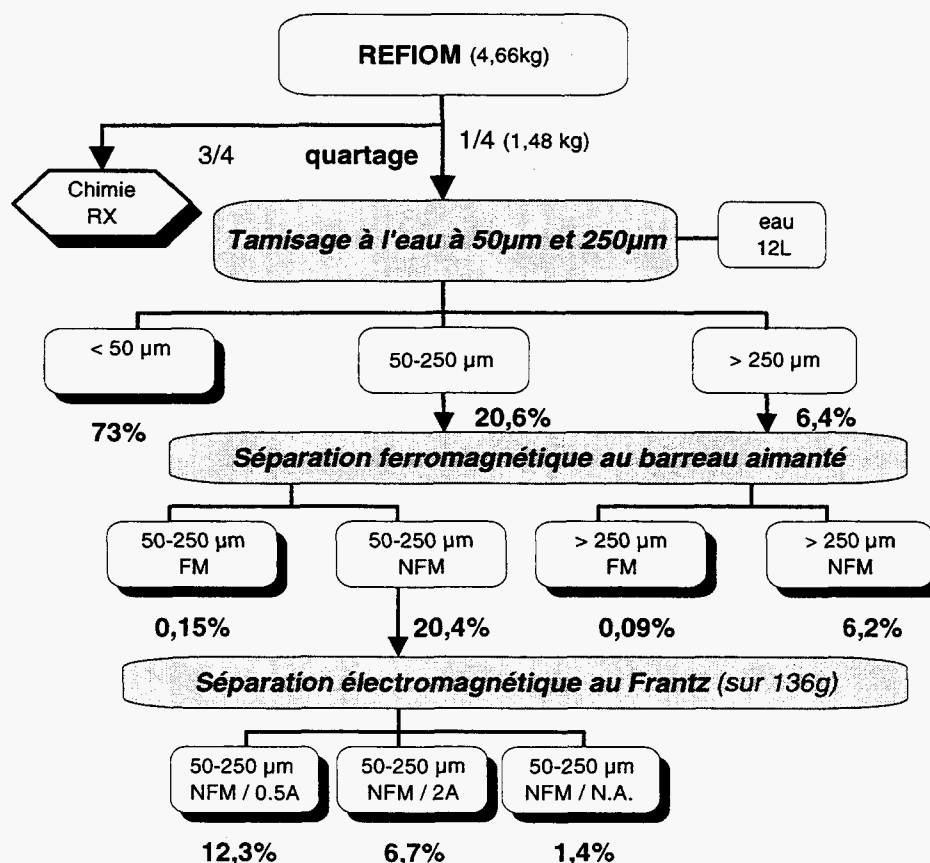 REFIOM (4,66kg)
3/4 quartage 1/4 (1,48 kg)
Chimie
RX
Tamisage à l'eau à 50µm et 250µm
eau
12L
< 50 µm
50-250 µm
> 250 µm
73%
20,6%
6,4%
Séparation ferromagnétique au barreau aimanté
50-250 µm
FM
50-250 µm
NFM
> 250 µm
FM
> 250 µm
NFM
0,15%
20,4%
0,09%
6,2%
Séparation électromagnétique au Frantz (sur 136g)
50-250 µm
NFM / 0.5A
50-250 µm
NFM / 2A
50-250 µm
NFM / N.A.
12,3%
6,7%
1,4%